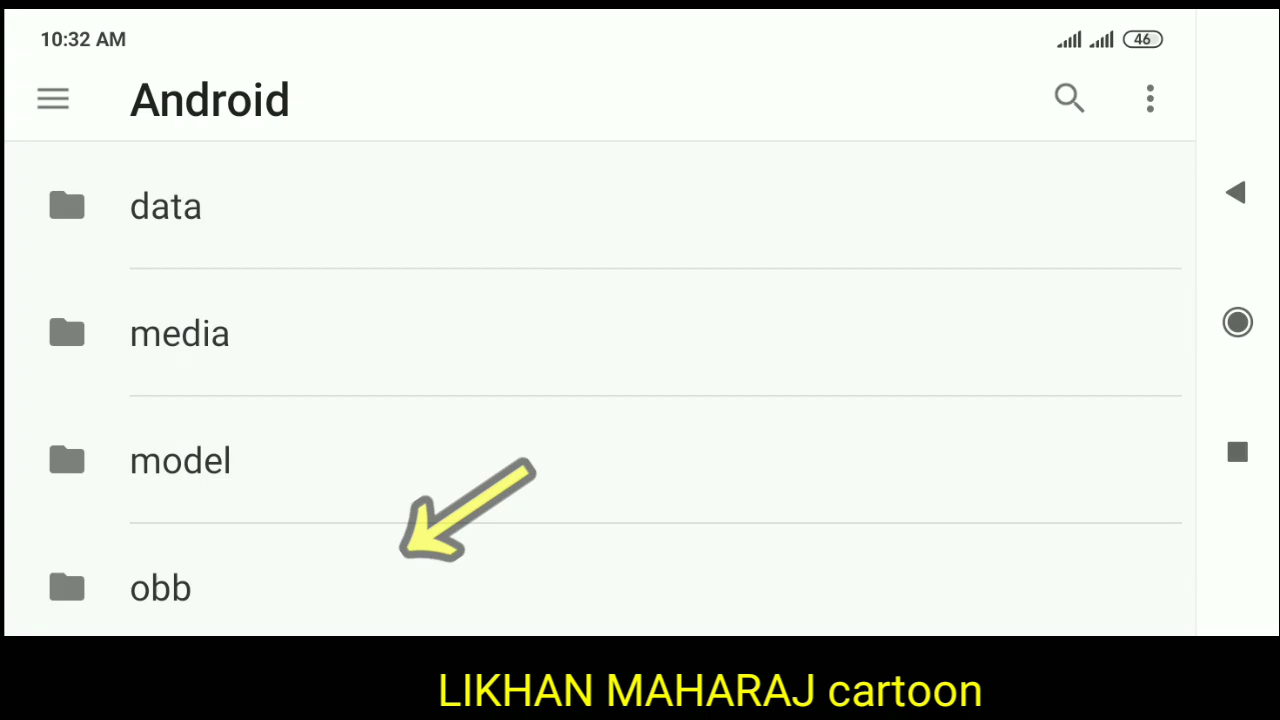 10:32 AM
46
Android
data
media
model
obb
LIKHAN MAHARAJ cartoon